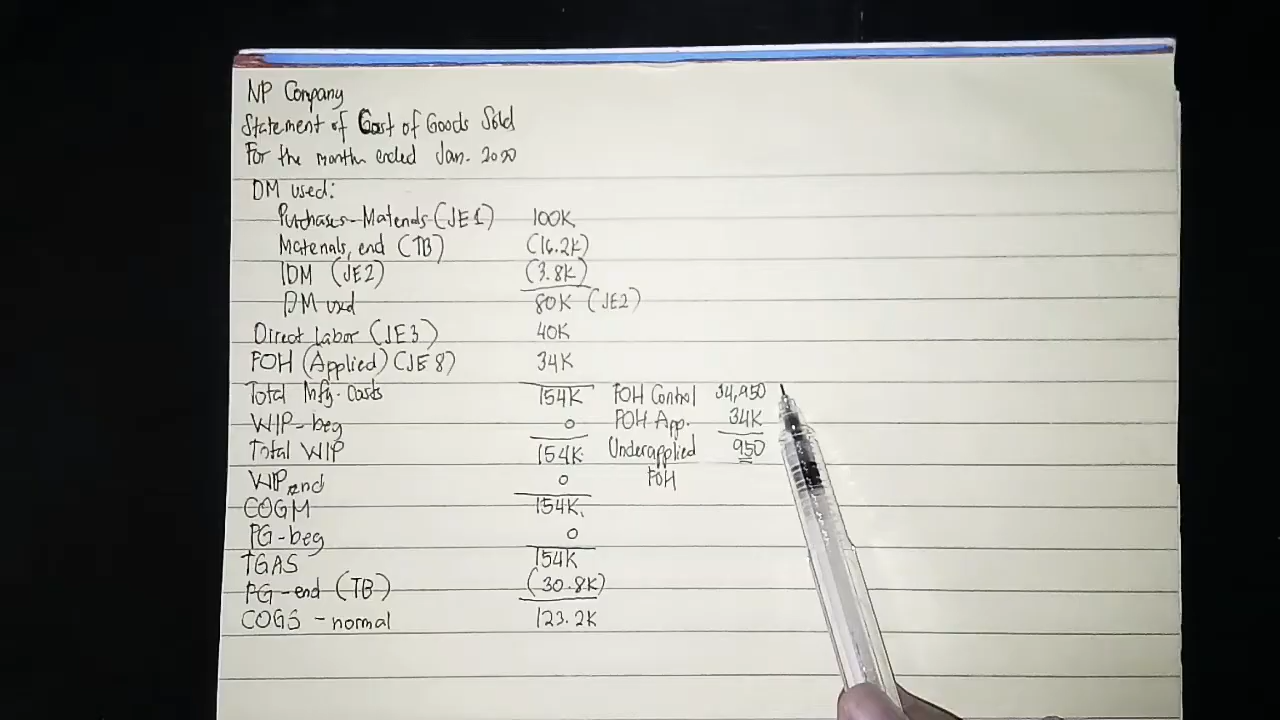 NP Company
Statement of Cost of Goods Sold
For the month ended Jan. 2020
DM used:
Purchases-Materials (JE1) 100K
Materials, end (TB) (16.2K)
IDM (JE2) (3.8K)
DM used 80K (JE2)
Direct Labor (JE3) 40K
FOH (Applied) (JE8) 34K
Total Mfg. Costs 154K FOH Control 34,950
WIP-beg 0 FOH App. 34K
Total WIP 154K Underapplied 950
WIP, end 0 FOH
COGM 154K
FG-beg 0
TGAS 154K
FG-end (TB) (30.8K)
COGS - normal 123.2K